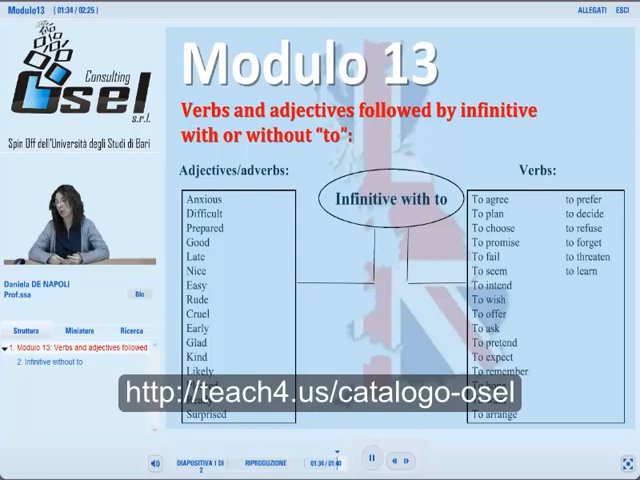 Modulo13 | ( 01:34 / 02:25 )
ALLEGATI ESCI
Consulting
Osel
s.r.l.
Spin Off dell'Università degli Studi di Bari
Daniela DE NAPOLI
Prof.ssa
Bio
Struttura Miniature Ricerca
1. Modulo 13: Verbs and adjectives followed
2. Infinitive without to
Modulo 13
Verbs and adjectives followed by infinitive
with or without “to”:
Adjectives/adverbs:
Anxious
Difficult
Prepared
Good
Late
Nice
Easy
Rude
Cruel
Early
Glad
Kind
Likely
Surprised
Infinitive with to
Verbs:
To agree to prefer
To plan to decide
To choose to refuse
To promise to forget
To fail to threaten
To seem to learn
To intend
To wish
To offer
To ask
To pretend
To expect
To remember
To arrange
http://teach4.us/catalogo-osel
DIAPOSITIVA 1 DI
2
RIPRODUZIONE
01:34 /